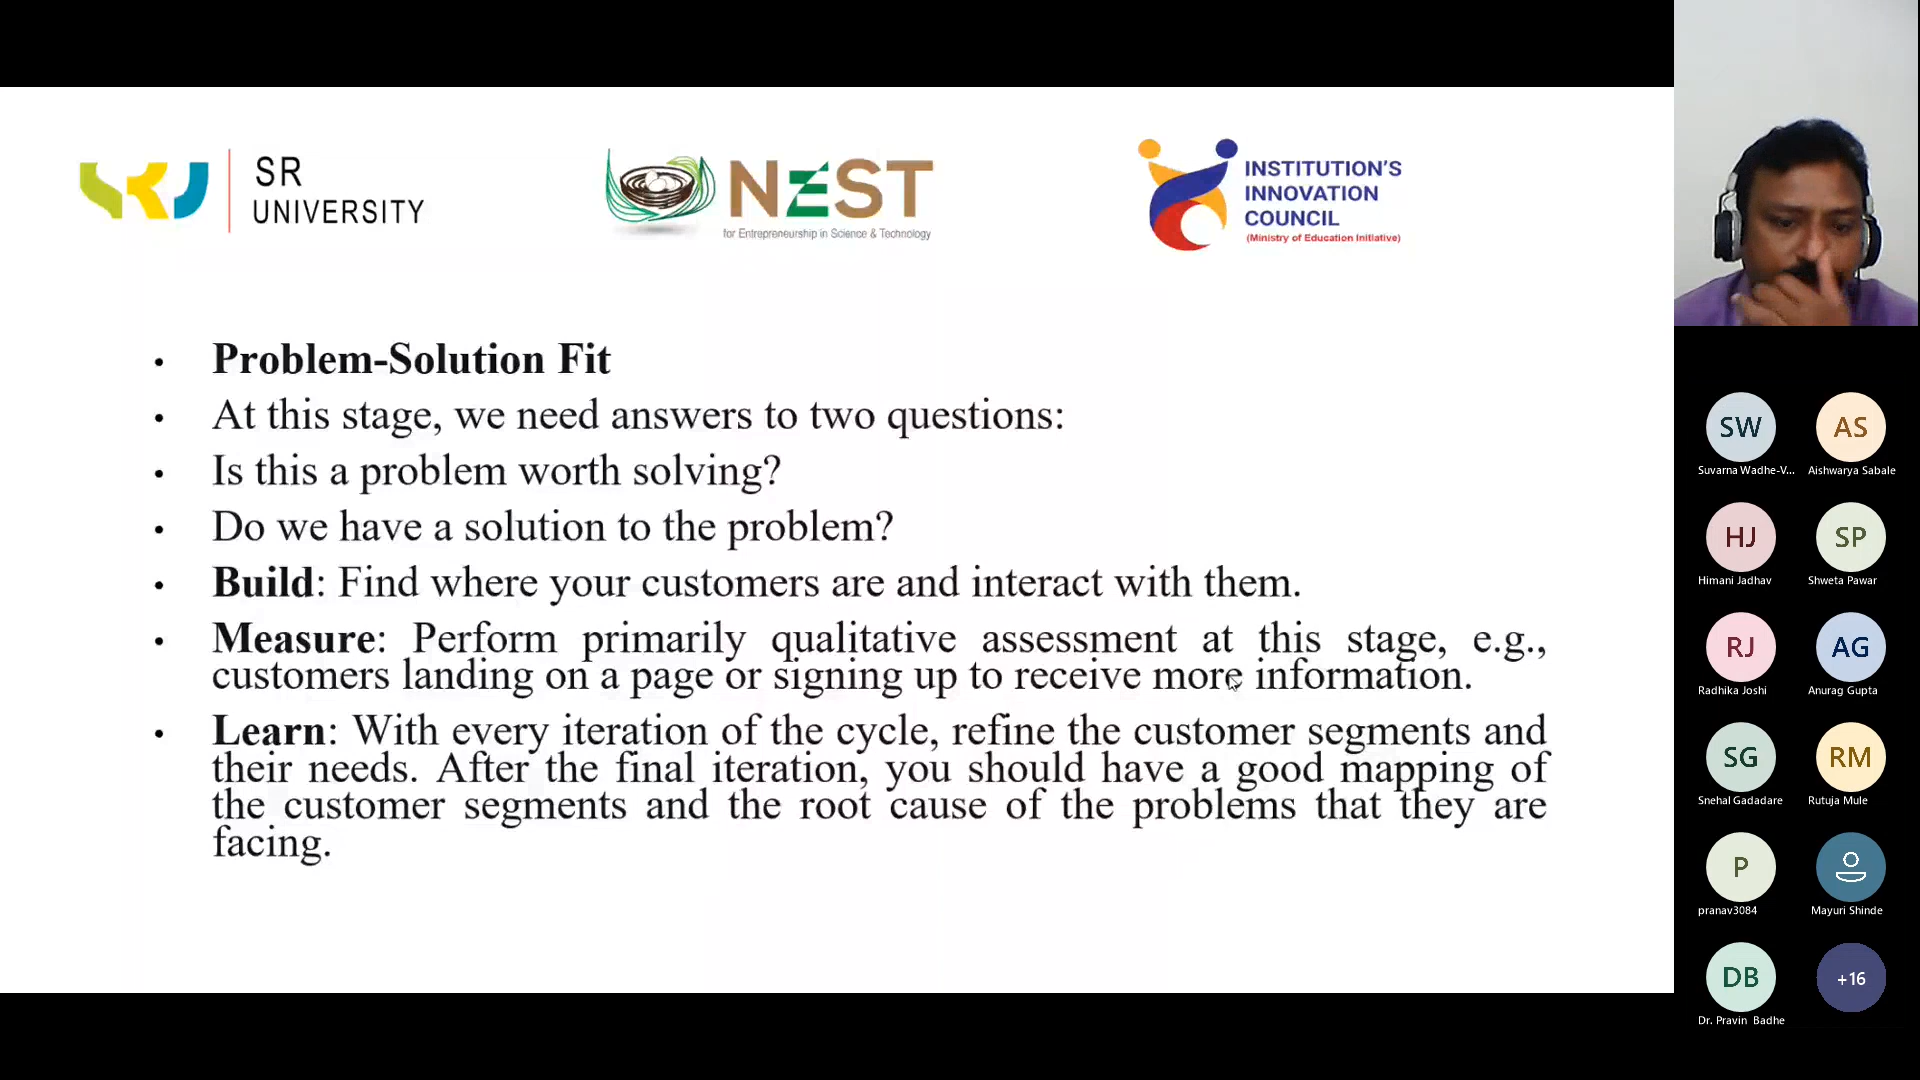 SR
UNIVERSITY
NEST
for Entrepreneurship in Science & Technology
INSTITUTION'S
INNOVATION
COUNCIL
(Ministry of Education Initiative)
• Problem-Solution Fit
• At this stage, we need answers to two questions:
• Is this a problem worth solving?
• Do we have a solution to the problem?
• Build: Find where your customers are and interact with them.
• Measure: Perform primarily qualitative assessment at this stage, e.g.,
customers landing on a page or signing up to receive more information.
• Learn: With every iteration of the cycle, refine the customer segments and
their needs. After the final iteration, you should have a good mapping of
the customer segments and the root cause of the problems that they are
facing.
SW
Suvarna Wadhe-V...
AS
Aishwarya Sabale
HJ
Himani Jadhav
SP
Shweta Pawar
RJ
Radhika Joshi
AG
Anurag Gupta
SG
Snehal Gadadare
RM
Rutuja Mule
P
pranav3084
Mayuri Shinde
DB
Dr. Pravin Badhe
+16